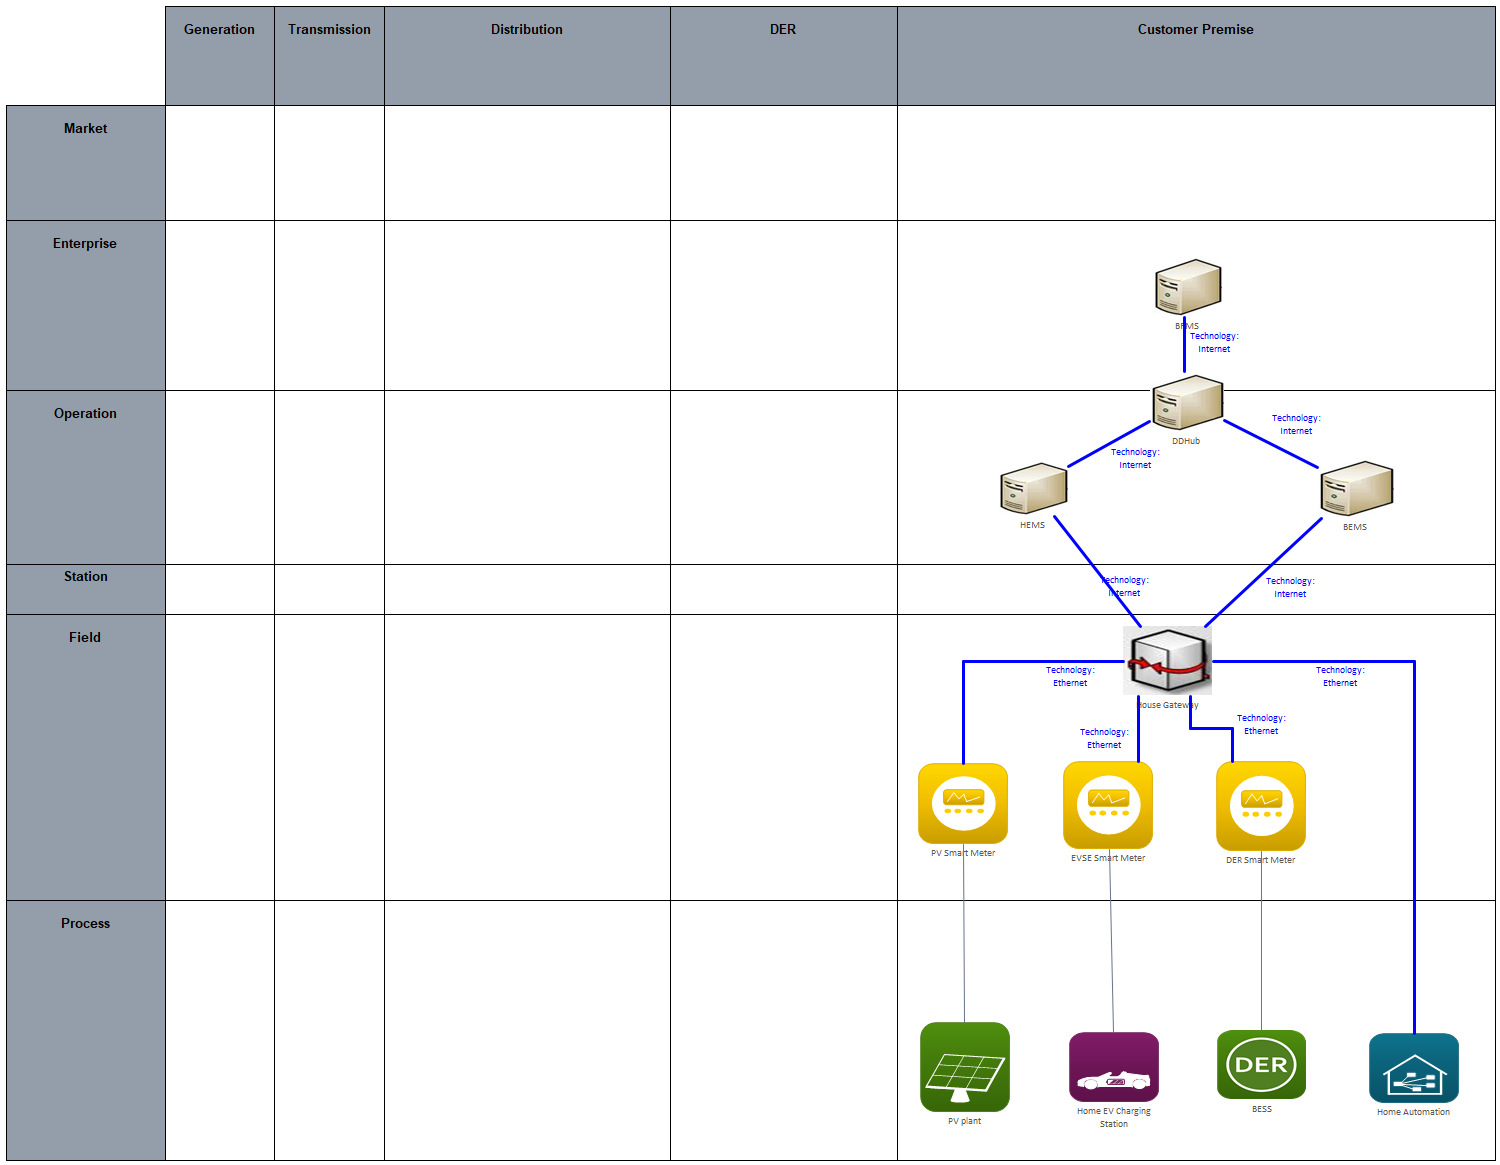 Generation
Transmission
Distribution
DER
Customer Premise
Market
Enterprise
Technology:
Internet
Operation
DDHub
Technology:
Internet
Technology:
Internet
HEMS
BEMS
Station
Technology:
Internet
Technology:
Internet
Field
Technology:
Ethernet
Technology:
Ethernet
House Gateway
Technology:
Ethernet
Technology:
Ethernet
PV Smart Meter
EVSE Smart Meter
DER Smart Meter
Process
DER
PV plant
Home EV Charging
Station
BESS
Home Automation